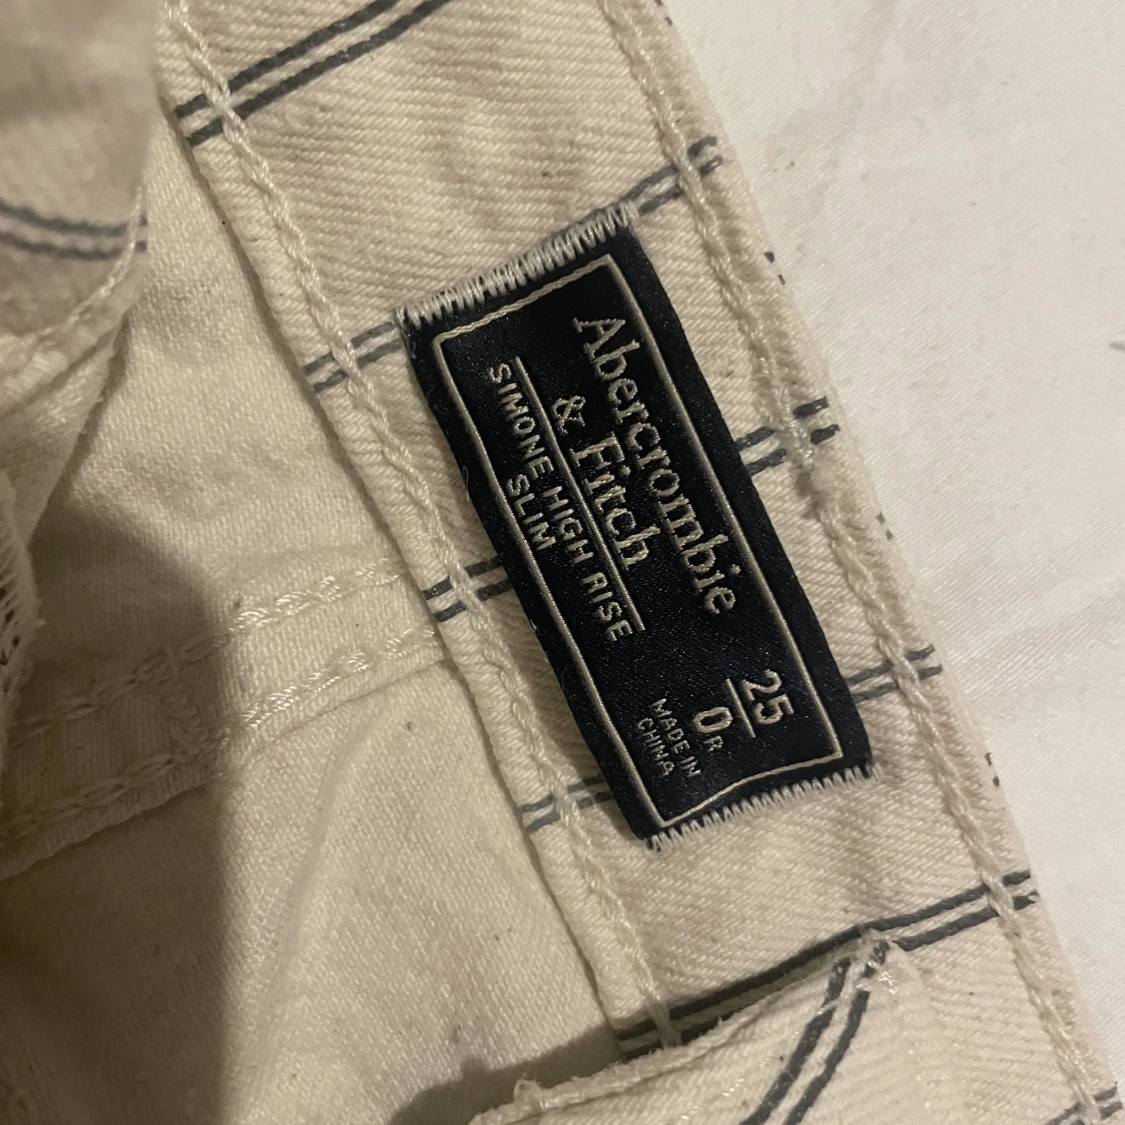 Abercrombie
& Fitch
SIMONE HIGH RISE
SLIM
25
0R
MADE IN
CHINA